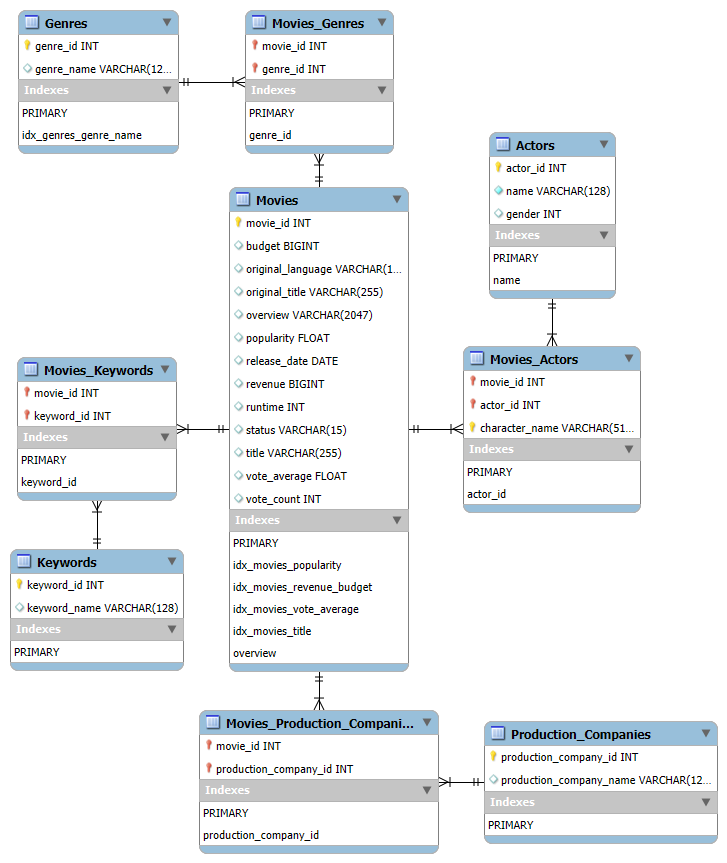 Genres
genre_id INT
genre_name VARCHAR(12...
Indexes
PRIMARY
idx_genres_genre_name
Movies_Genres
movie_id INT
genre_id INT
Indexes
PRIMARY
genre_id
Actors
actor_id INT
name VARCHAR(128)
gender INT
Indexes
PRIMARY
name
Movies
movie_id INT
budget BIGINT
original_language VARCHAR(1...
original_title VARCHAR(255)
overview VARCHAR(2047)
popularity FLOAT
release_date DATE
revenue BIGINT
runtime INT
status VARCHAR(15)
title VARCHAR(255)
vote_average FLOAT
vote_count INT
Indexes
PRIMARY
idx_movies_popularity
idx_movies_revenue_budget
idx_movies_vote_average
idx_movies_title
overview
Movies_Keywords
movie_id INT
keyword_id INT
Indexes
PRIMARY
keyword_id
Movies_Actors
movie_id INT
actor_id INT
character_name VARCHAR(51...
Indexes
PRIMARY
actor_id
Keywords
keyword_id INT
keyword_name VARCHAR(128)
Indexes
PRIMARY
Movies_Production_Compani...
movie_id INT
production_company_id INT
Indexes
PRIMARY
production_company_id
Production_Companies
production_company_id INT
production_company_name VARCHAR(12...
Indexes
PRIMARY